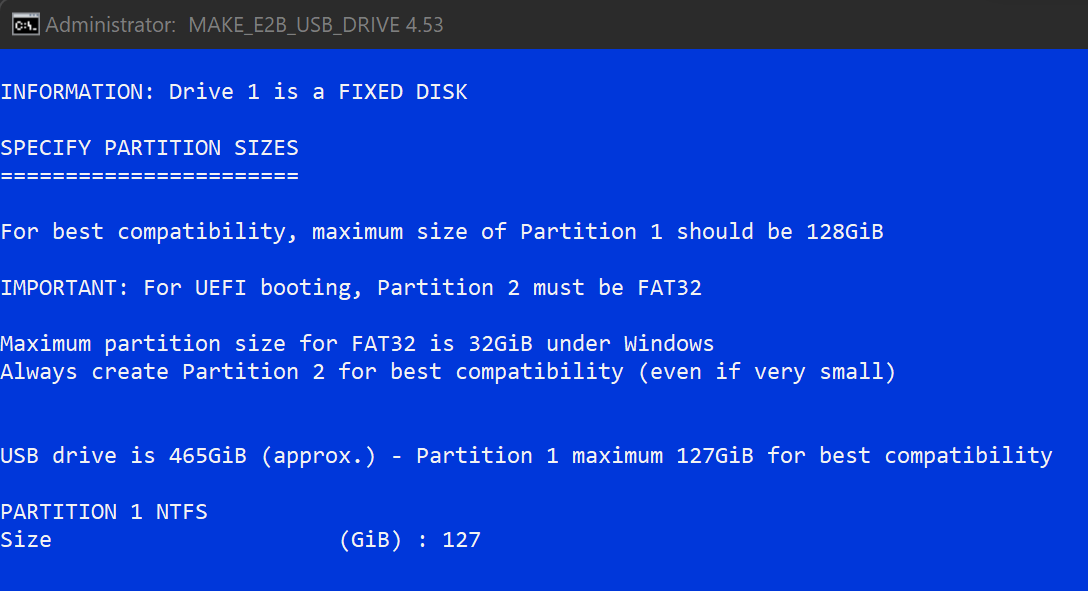 C:\.
Administrator: MAKE_E2B_USB_DRIVE 4.53
INFORMATION: Drive 1 is a FIXED DISK
SPECIFY PARTITION SIZES
=======================
For best compatibility, maximum size of Partition 1 should be 128GiB
IMPORTANT: For UEFI booting, Partition 2 must be FAT32
Maximum partition size for FAT32 is 32GiB under Windows
Always create Partition 2 for best compatibility (even if very small)
USB drive is 465GiB (approx.) - Partition 1 maximum 127GiB for best compatibility
PARTITION 1 NTFS
Size                      (GiB) : 127